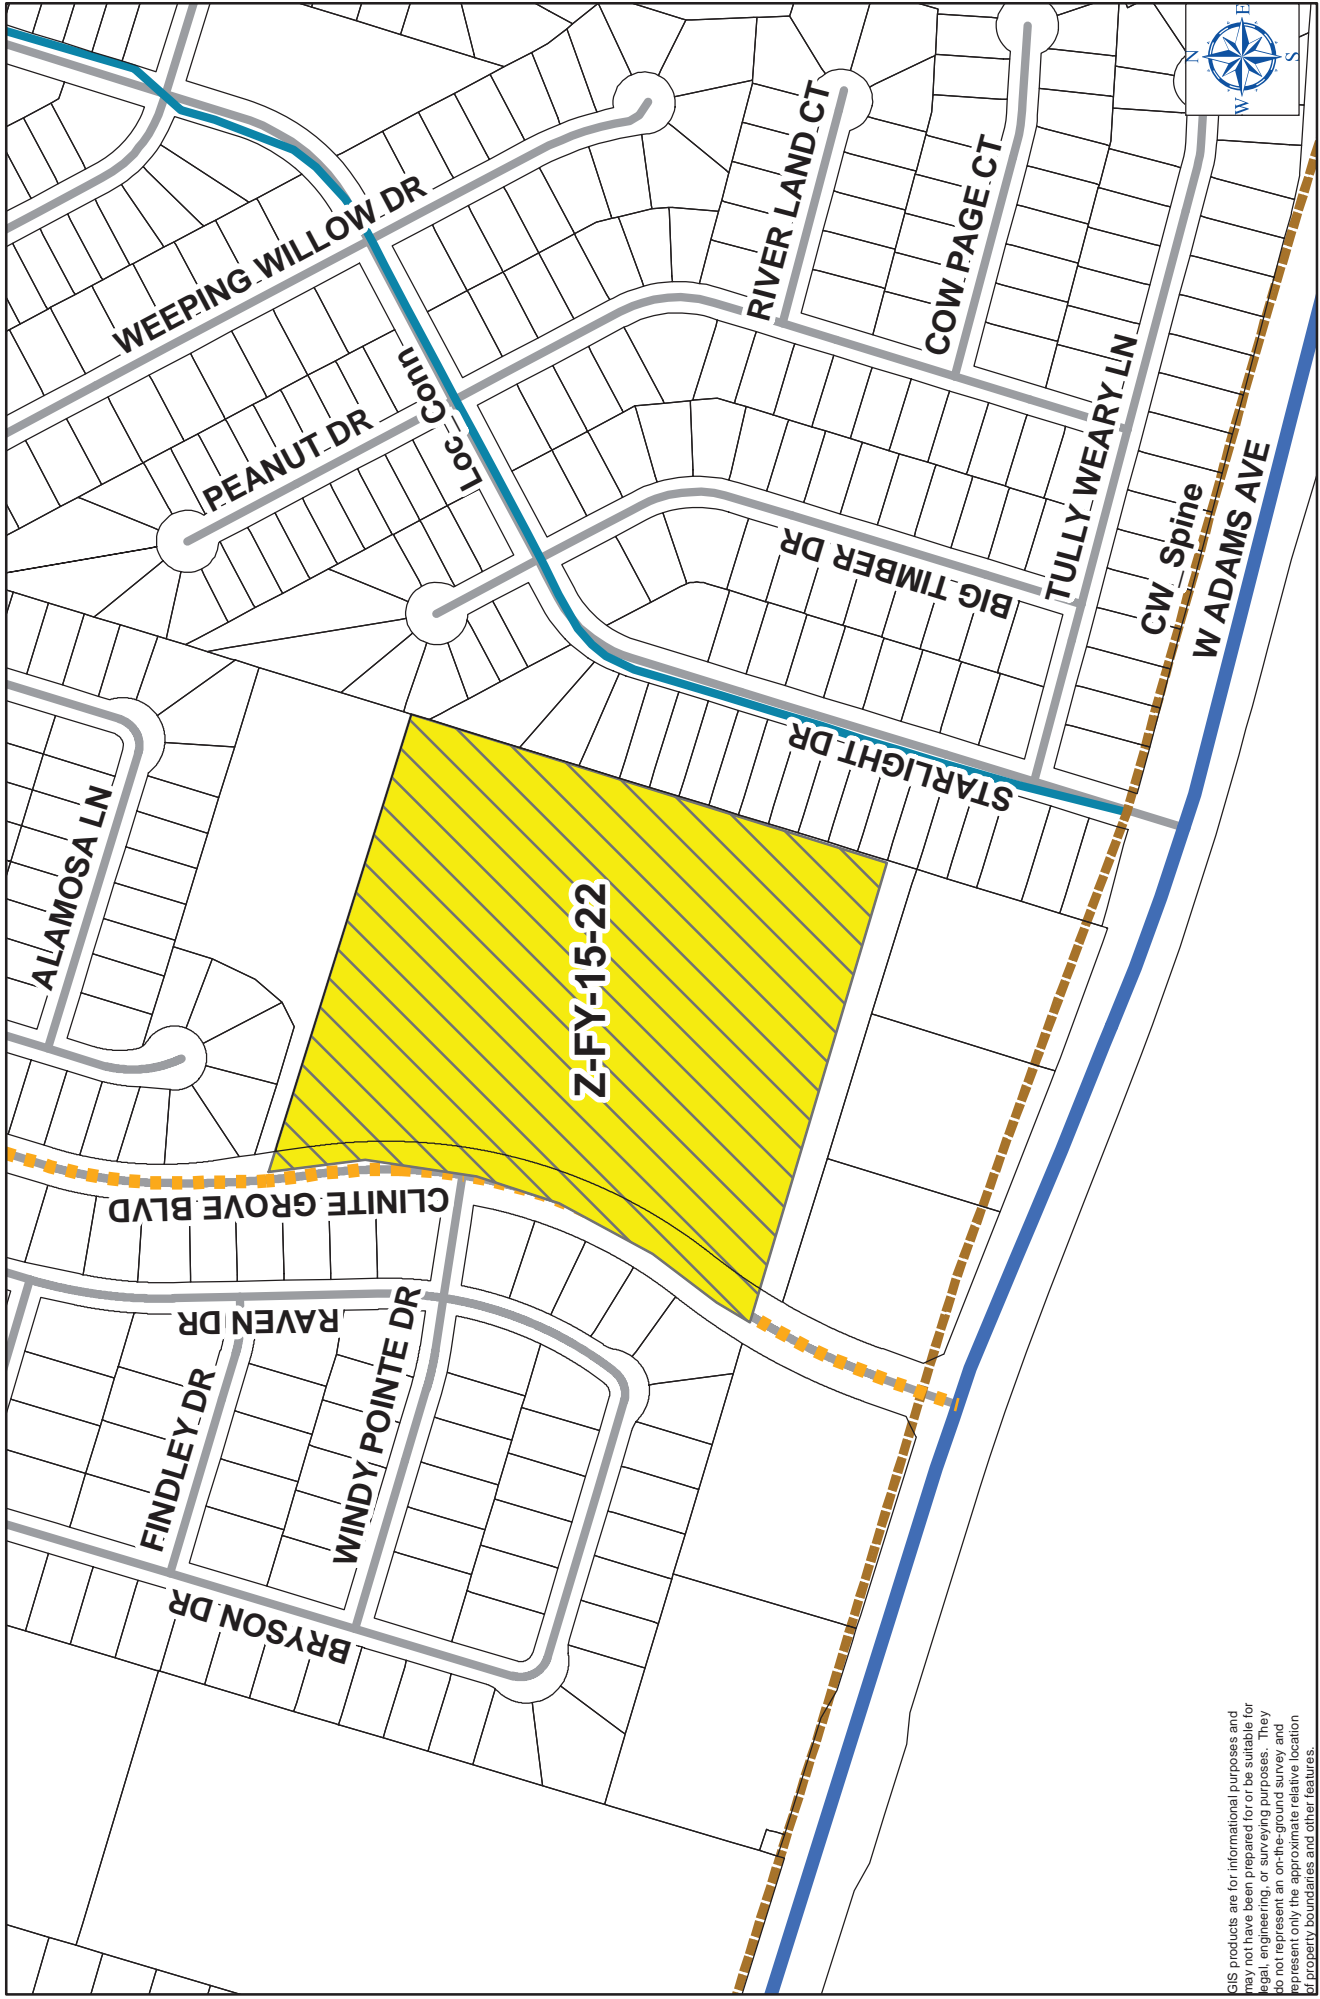 WEEPING WILLOW DR
PEANUT DR
Loc Conn
RIVER LAND CT
COW PAGE CT
TULLY WEARY LN
BIG TIMBER DR
STARLIGHT DR
CW_Spine
W ADAMS AVE
ALAMOSA LN
Z-FY-15-22
CLINITE GROVE BLVD
RAVEN DR
FINDLEY DR
WINDY POINTE DR
BRYSON DR
N
E
S
W
GIS products are for informational purposes and
may not have been prepared for or be suitable for
legal, engineering, or surveying purposes. They
do not represent an on-the-ground survey and
represent only the approximate relative location
of property boundaries and other features.